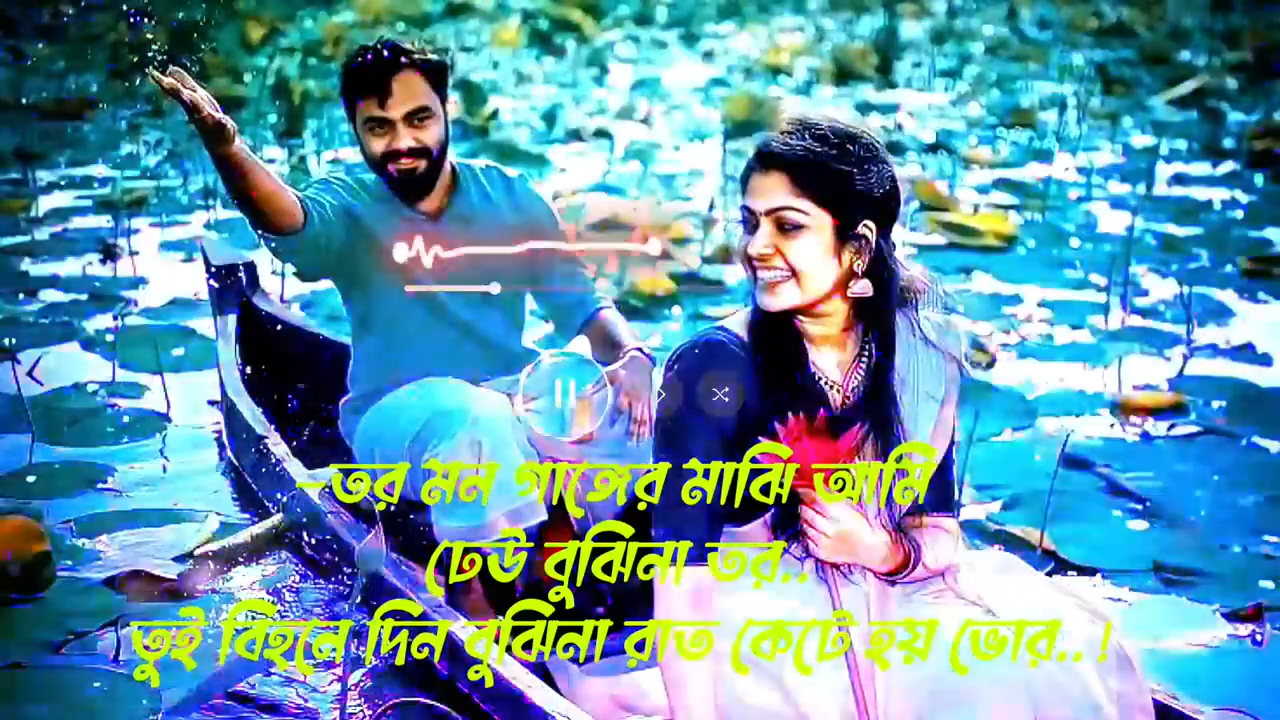 –তর মন গাঙ্গের মাঝি আমি
ঢেউ বুঝিনা তর..
তুই বিহনে দিন বুঝিনা রাত কেটে হয় ভোর..!